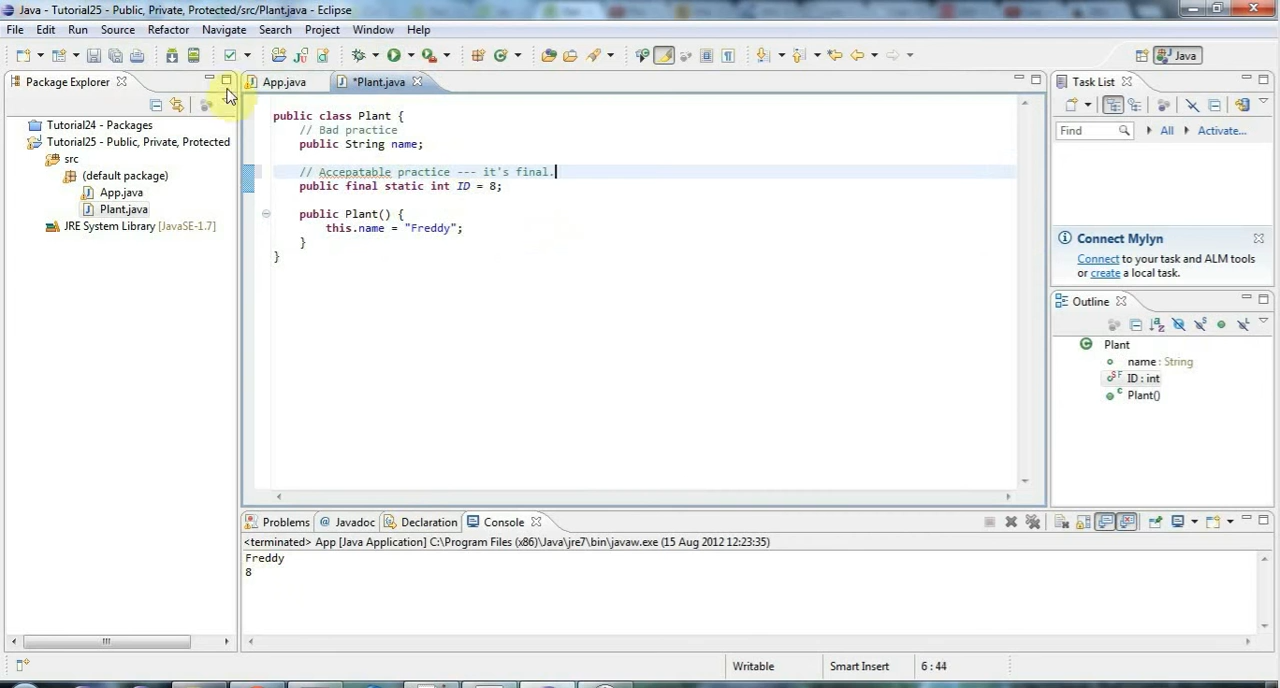 Java - Tutorial25 - Public, Private, Protected/src/Plant.java - Eclipse
File Edit Run Source Refactor Navigate Search Project Window Help
Java
Package Explorer
App.java *Plant.java
Task List
Find All Activate...
Tutorial24 - Packages
Tutorial25 - Public, Private, Protected
src
(default package)
App.java
Plant.java
JRE System Library [JavaSE-1.7]
public class Plant {
// Bad practice
public String name;
// Accepatable practice --- it's final.
public final static int ID = 8;
public Plant() {
this.name = "Freddy";
}
}
Connect Mylyn
Connect to your task and ALM tools
or create a local task.
Outline
Plant
name : String
ID : int
Plant()
Problems Javadoc Declaration Console
<terminated> App [Java Application] C:\Program Files (x86)\Java\jre7\bin\javaw.exe (15 Aug 2012 12:23:35)
Freddy
8
Writable Smart Insert 6 : 44